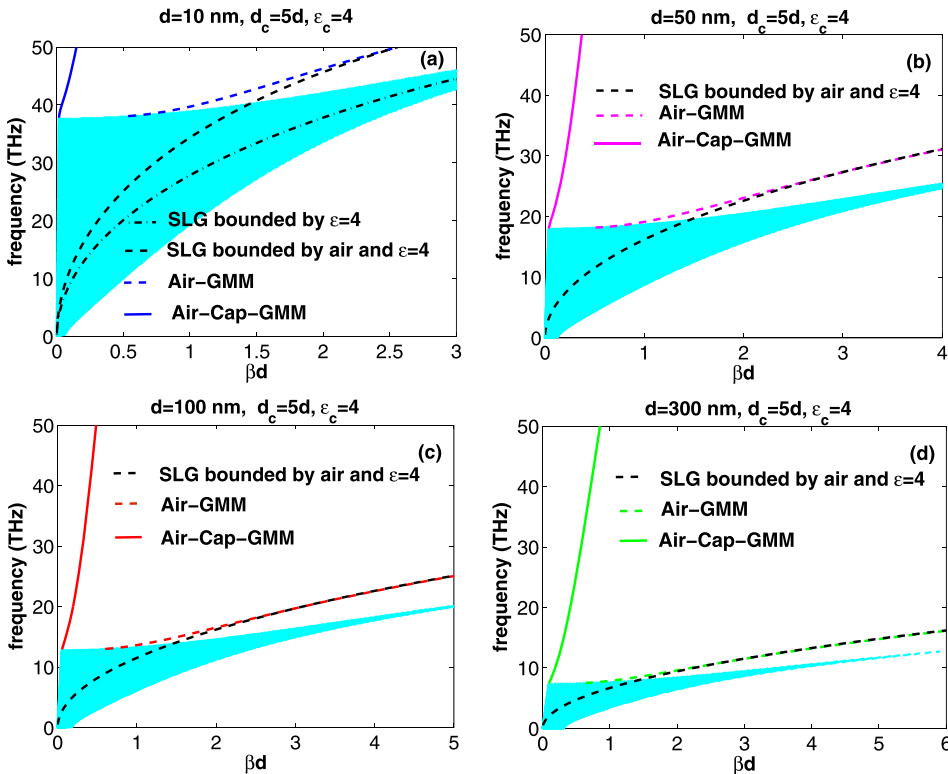 d=10 nm, d_c=5d, ε_c=4
(a)
frequency (THz)
50
40
30
20
10
0
SLG bounded by ε=4
SLG bounded by air and ε=4
Air−GMM
Air−Cap−GMM
0
0.5
1
1.5
2
2.5
3
βd
d=50 nm, d_c=5d, ε_c=4
(b)
frequency (THz)
50
40
30
20
10
0
SLG bounded by air and ε=4
Air−GMM
Air−Cap−GMM
0
1
2
3
4
βd
d=100 nm, d_c=5d, ε_c=4
(c)
frequency (THz)
50
40
30
20
10
0
SLG bounded by air and ε=4
Air−GMM
Air−Cap−GMM
0
1
2
3
4
5
βd
d=300 nm, d_c=5d, ε_c=4
(d)
frequency (THz)
50
40
30
20
10
0
SLG bounded by air and ε=4
Air−GMM
Air−Cap−GMM
0
1
2
3
4
5
6
βd